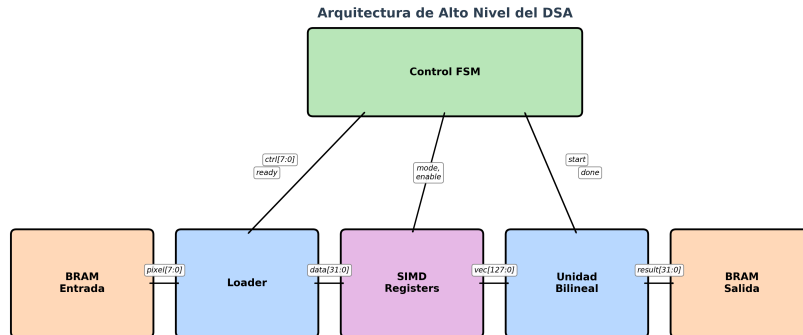 Arquitectura de Alto Nivel del DSA
Control FSM
ctrl[7:0]
ready
mode,
enable
start
done
BRAM
Entrada
pixel[7:0]
Loader
data[31:0]
SIMD
Registers
vec[127:0]
Unidad
Bilineal
result[31:0]
BRAM
Salida